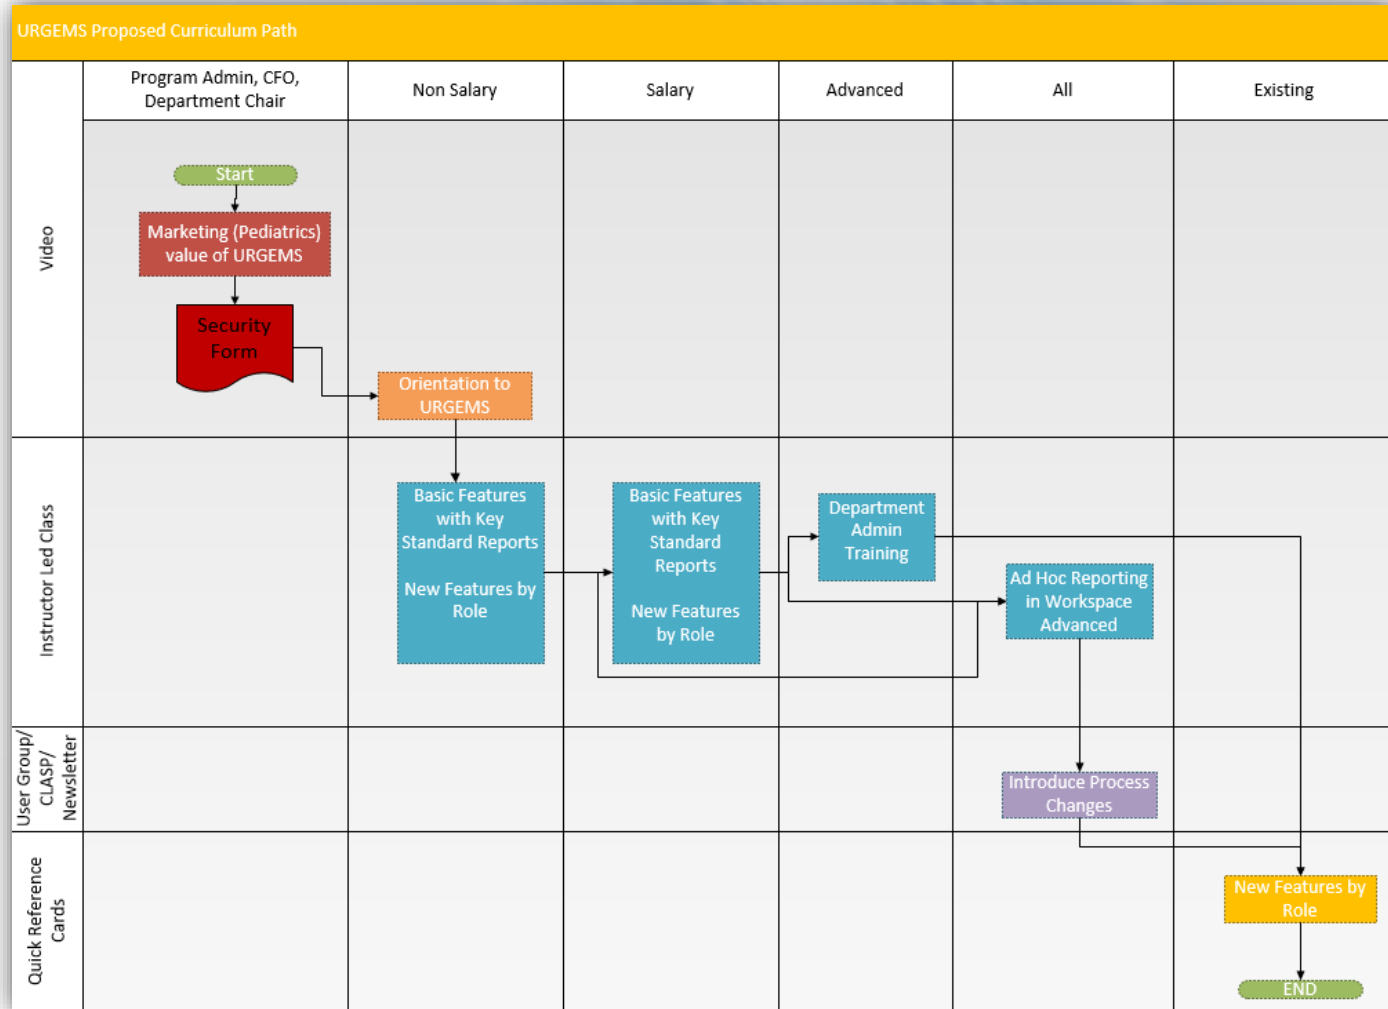 URGEMS Proposed Curriculum Path
Program Admin, CFO,
Department Chair
Non Salary
Salary
Advanced
All
Existing
Video
Start
Marketing (Pediatrics)
value of URGEMS
Security
Form
Orientation to
URGEMS
Instructor Led Class
Basic Features
with Key
Standard Reports
New Features by
Role
Basic Features
with Key
Standard
Reports
New Features
by Role
Department
Admin
Training
Ad Hoc Reporting
in Workspace
Advanced
User Group/
CLASP/
Newsletter
Introduce Process
Changes
Quick Reference
Cards
New Features by
Role
END